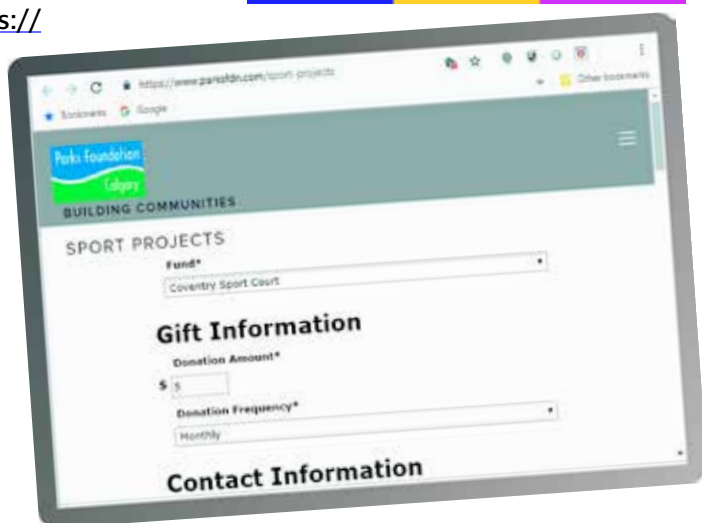 s://
https://www.parksfdn.com/sport-projects
Other bookmarks
Bookmarks Google
Parks Foundation
Calgary
BUILDING COMMUNITIES
SPORT PROJECTS
Fund*
Coventry Sport Court
Gift Information
Donation Amount*
$ 5
Donation Frequency*
Monthly
Contact Information